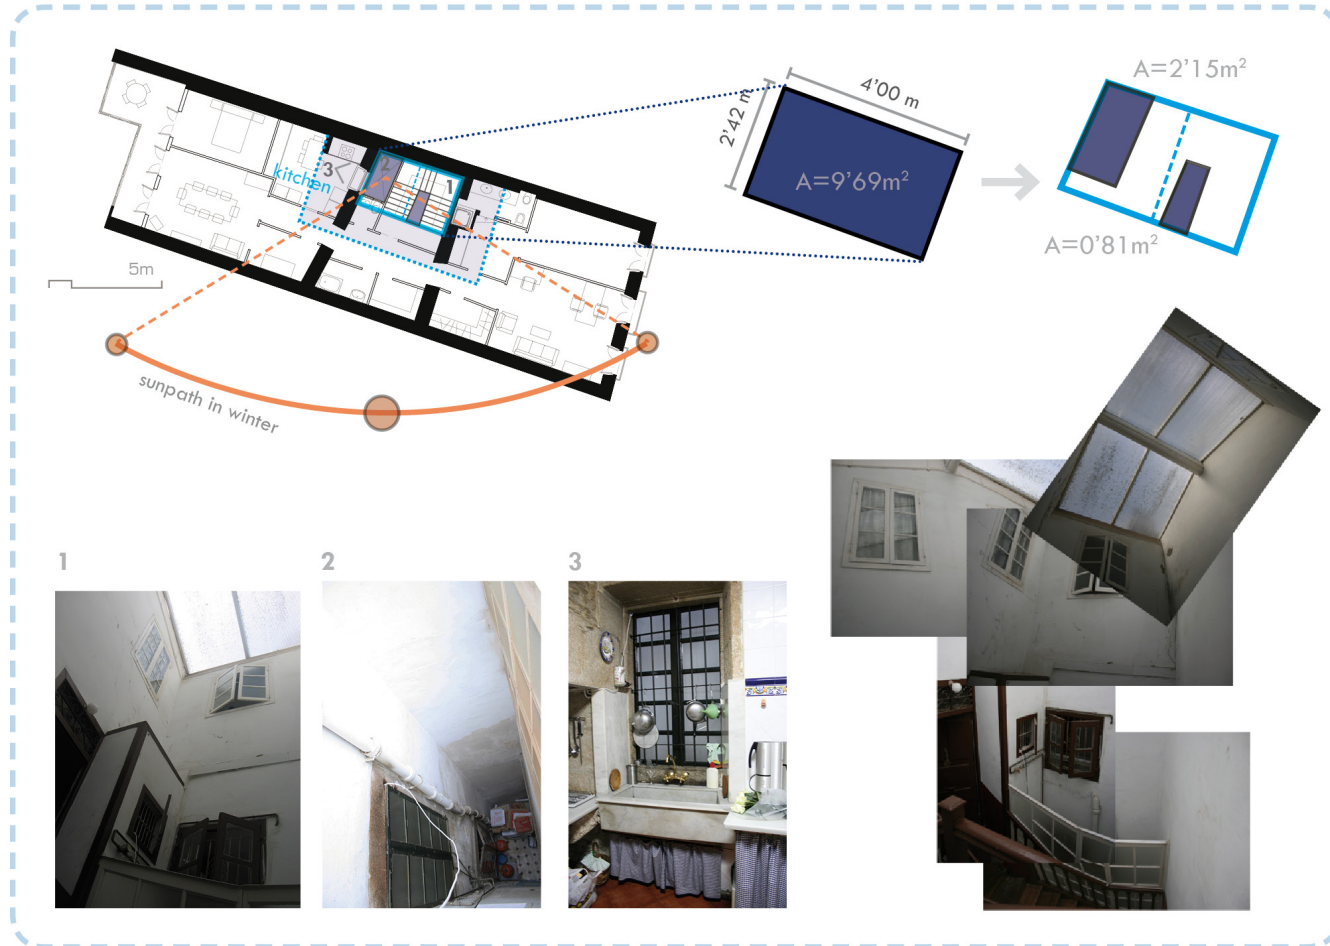 2'42 m
4'00 m
A=9'69m²
A=2'15m²
A=0'81m²
3
kitchen
2
1
5m
sunpath in winter
1
2
3